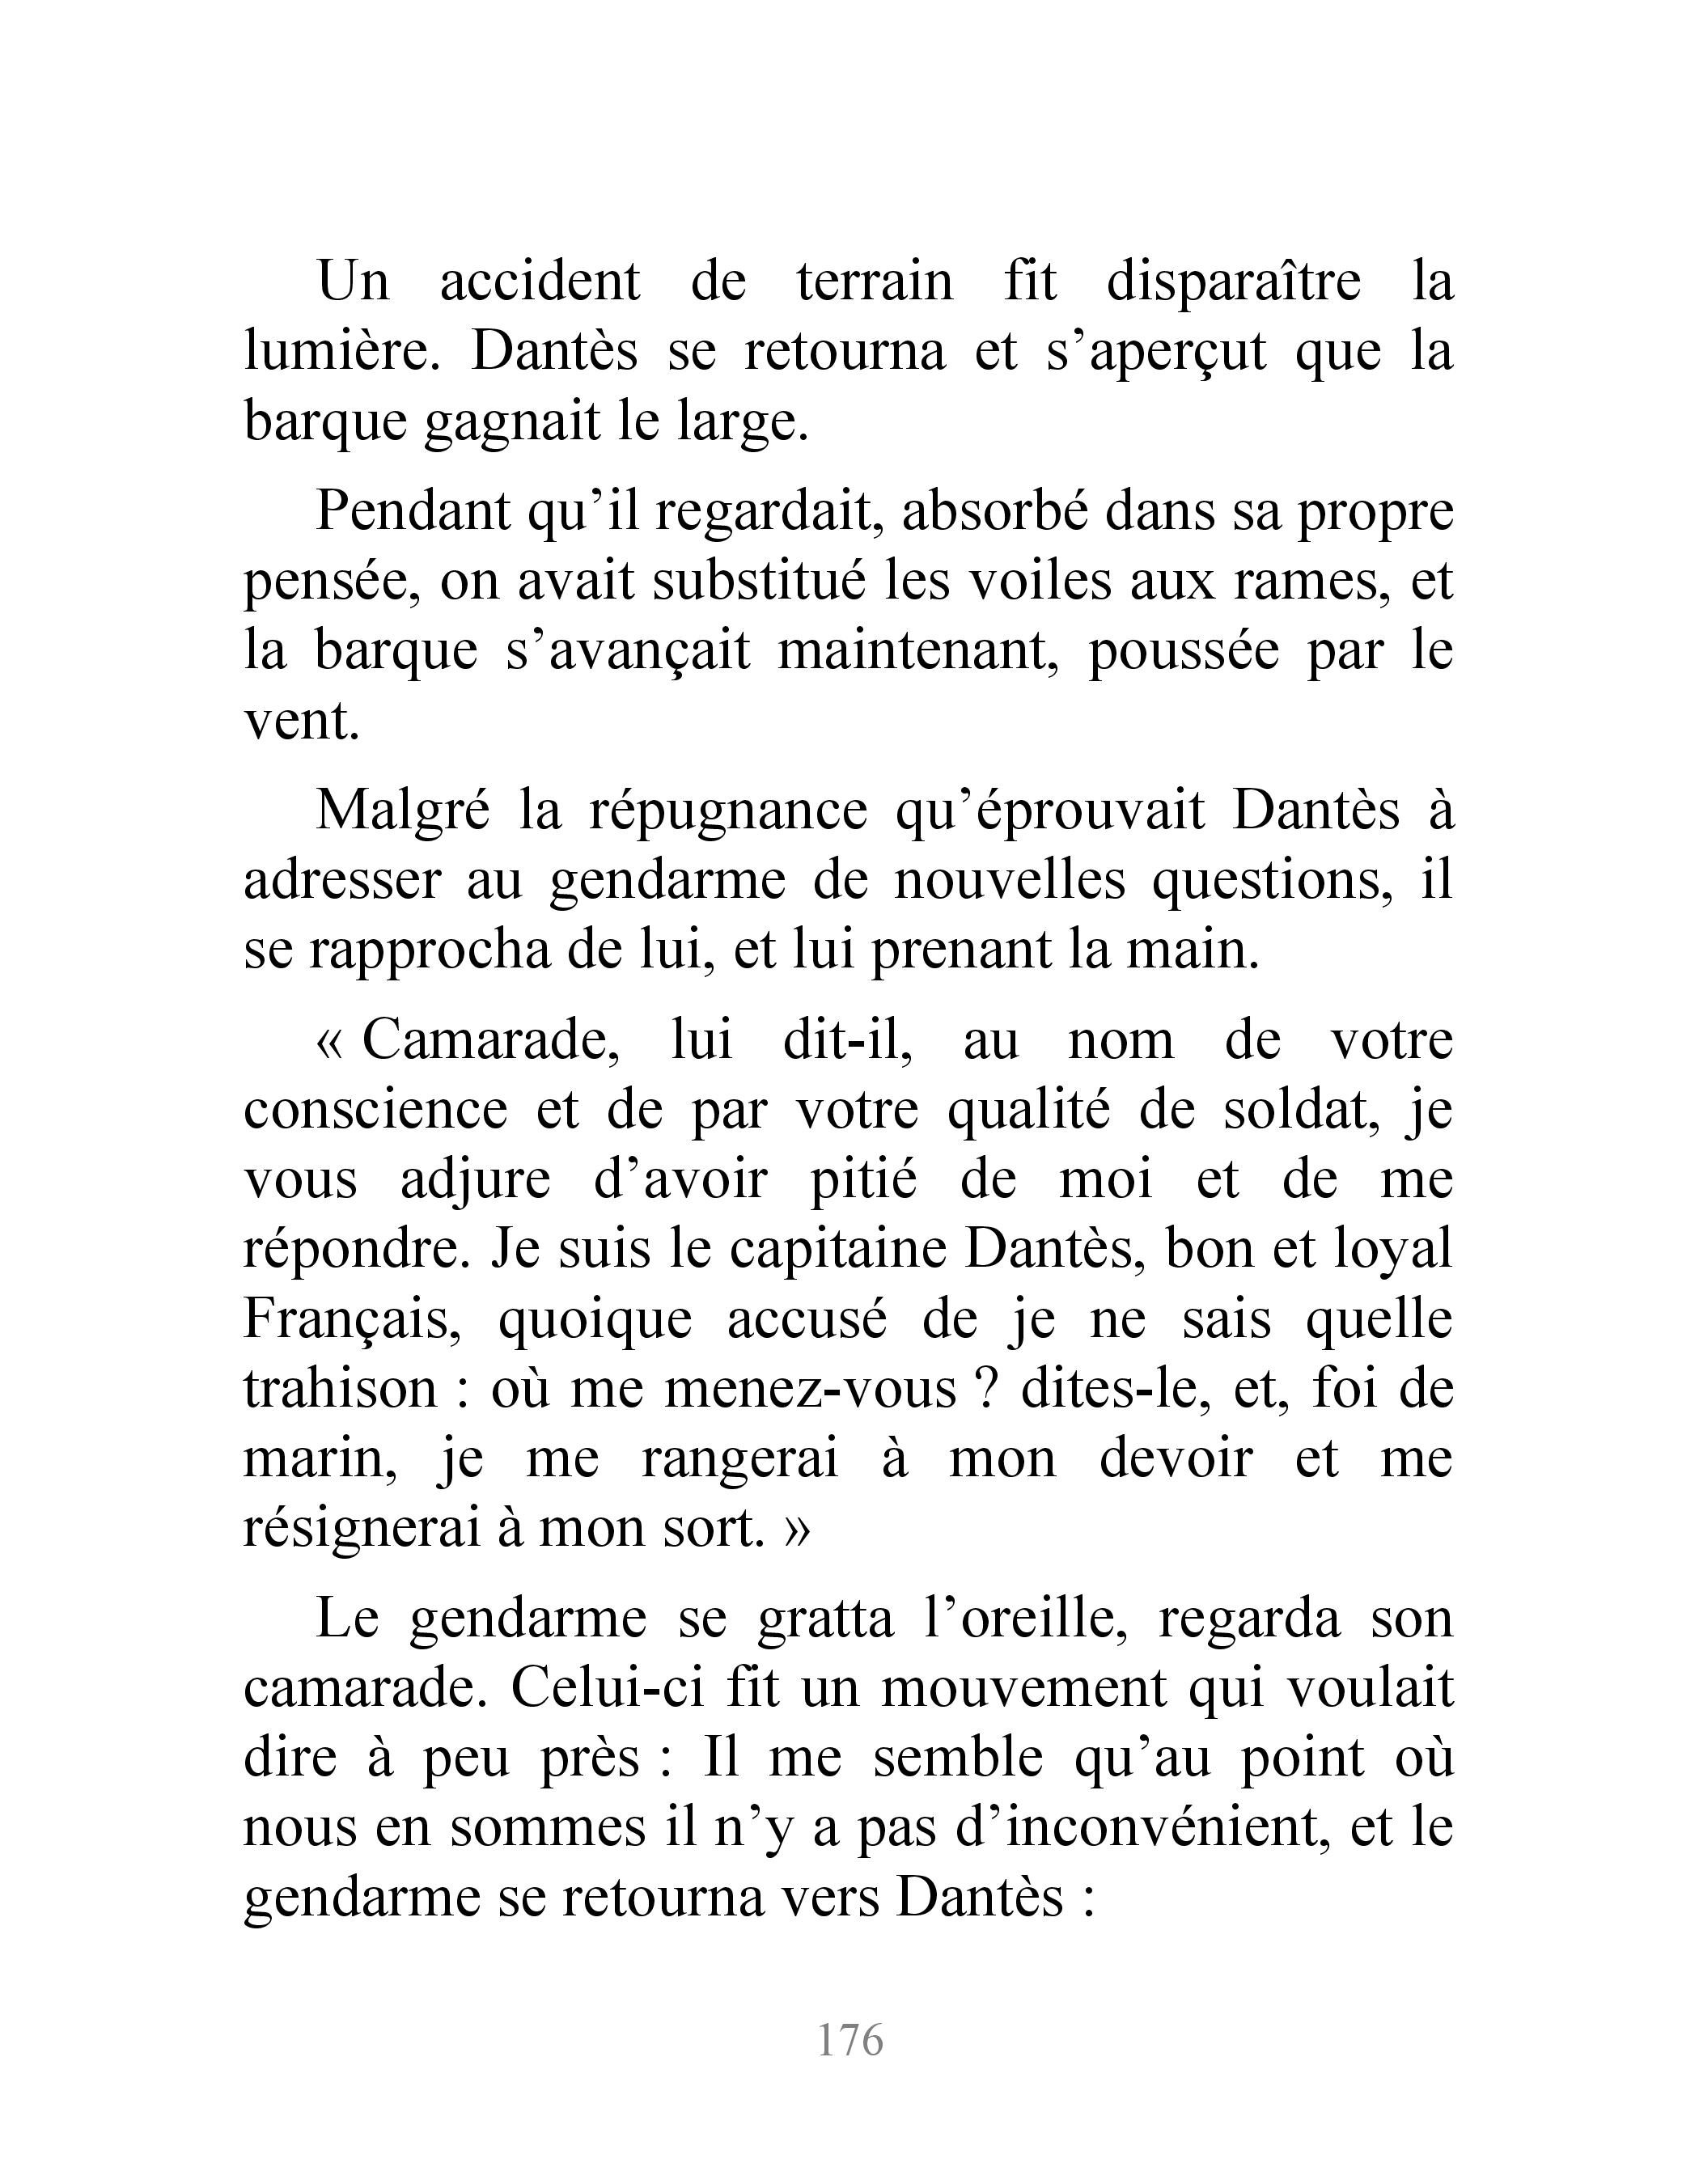 Un accident de terrain fit disparaître la
lumière. Dantès se retourna et s’aperçut que la
barque gagnait le large.
Pendant qu’il regardait, absorbé dans sa propre
pensée, on avait substitué les voiles aux rames, et
la barque s’avançait maintenant, poussée par le
vent.
Malgré la répugnance qu’éprouvait Dantès à
adresser au gendarme de nouvelles questions, il
se rapprocha de lui, et lui prenant la main.
« Camarade, lui dit-il, au nom de votre
conscience et de par votre qualité de soldat, je
vous adjure d’avoir pitié de moi et de me
répondre. Je suis le capitaine Dantès, bon et loyal
Français, quoique accusé de je ne sais quelle
trahison : où me menez-vous ? dites-le, et, foi de
marin, je me rangerai à mon devoir et me
résignerai à mon sort. »
Le gendarme se gratta l’oreille, regarda son
camarade. Celui-ci fit un mouvement qui voulait
dire à peu près : Il me semble qu’au point où
nous en sommes il n’y a pas d’inconvénient, et le
gendarme se retourna vers Dantès :
176